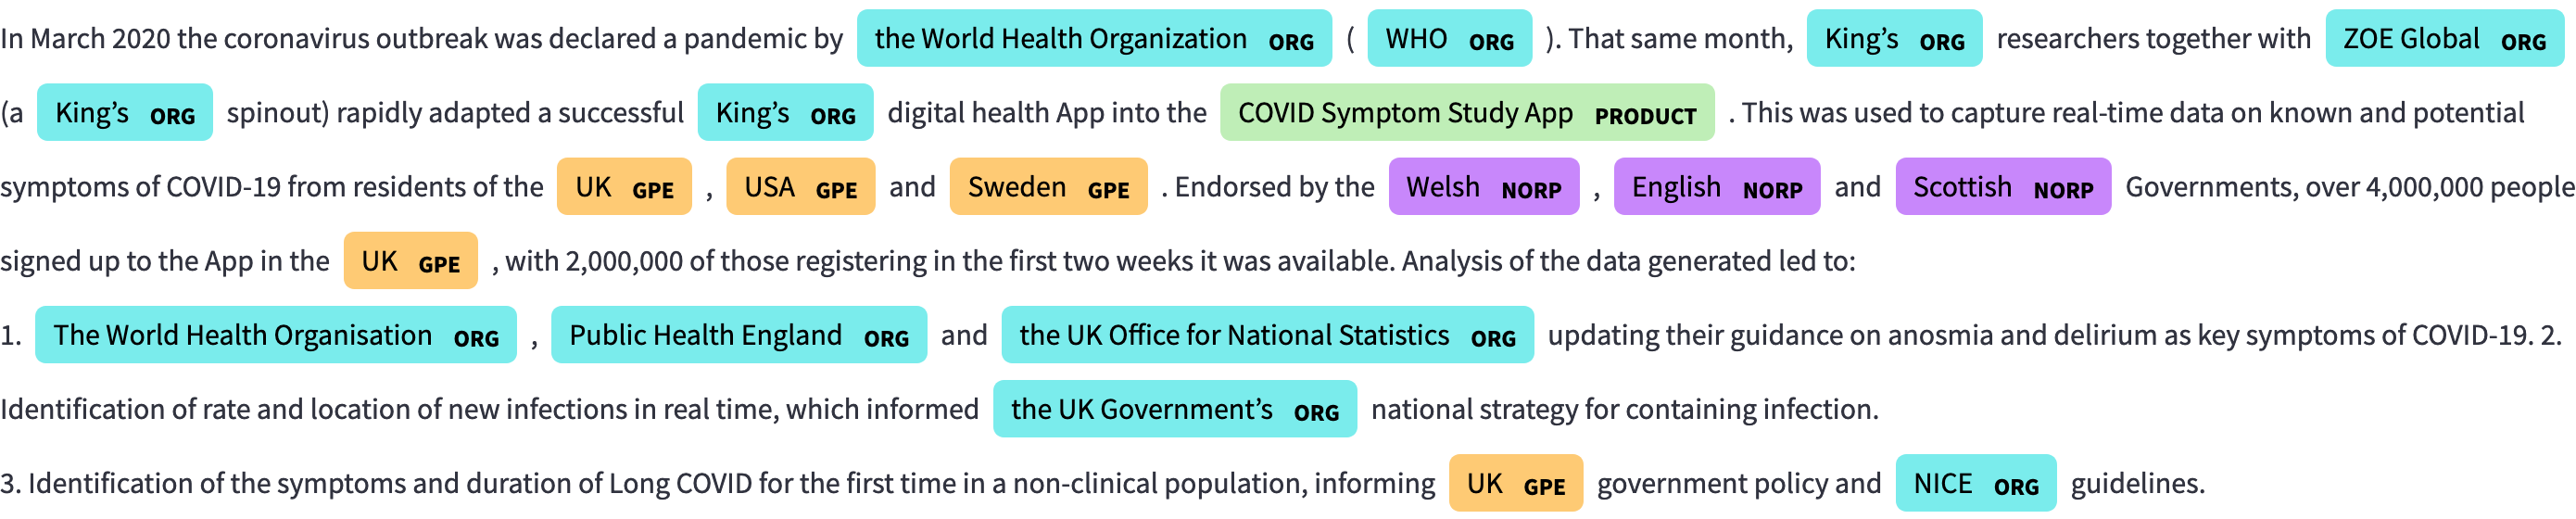 In March 2020 the coronavirus outbreak was declared a pandemic by the World Health Organization ORG ( WHO ORG ). That same month, King’s ORG researchers together with ZOE Global ORG
(a King’s ORG spinout) rapidly adapted a successful King’s ORG digital health App into the COVID Symptom Study App PRODUCT . This was used to capture real-time data on known and potential
symptoms of COVID-19 from residents of the UK GPE , USA GPE and Sweden GPE . Endorsed by the Welsh NORP , English NORP and Scottish NORP Governments, over 4,000,000 people
signed up to the App in the UK GPE , with 2,000,000 of those registering in the first two weeks it was available. Analysis of the data generated led to:
1. The World Health Organisation ORG , Public Health England ORG and the UK Office for National Statistics ORG updating their guidance on anosmia and delirium as key symptoms of COVID-19. 2.
Identification of rate and location of new infections in real time, which informed the UK Government’s ORG national strategy for containing infection.
3. Identification of the symptoms and duration of Long COVID for the first time in a non-clinical population, informing UK GPE government policy and NICE ORG guidelines.